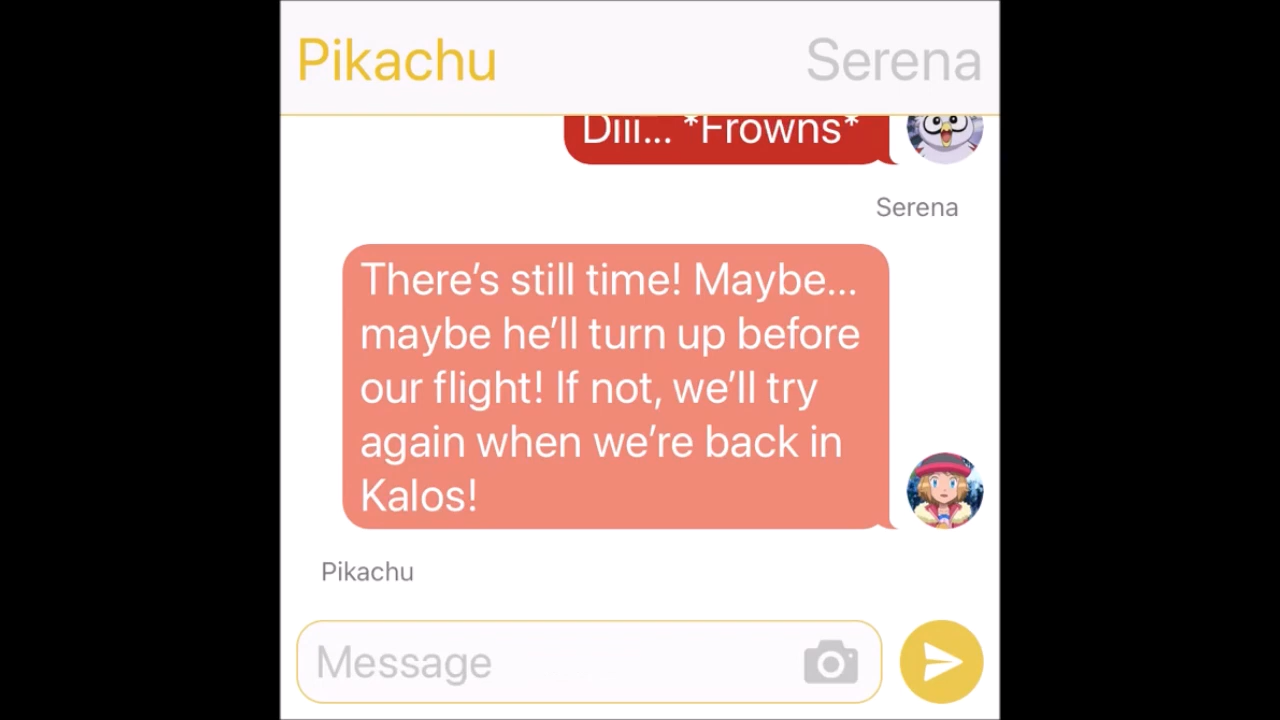 Pikachu Serena
Diii... *Frowns*
Serena
There’s still time! Maybe...
maybe he’ll turn up before
our flight! If not, we’ll try
again when we’re back in
Kalos!
Pikachu
Message